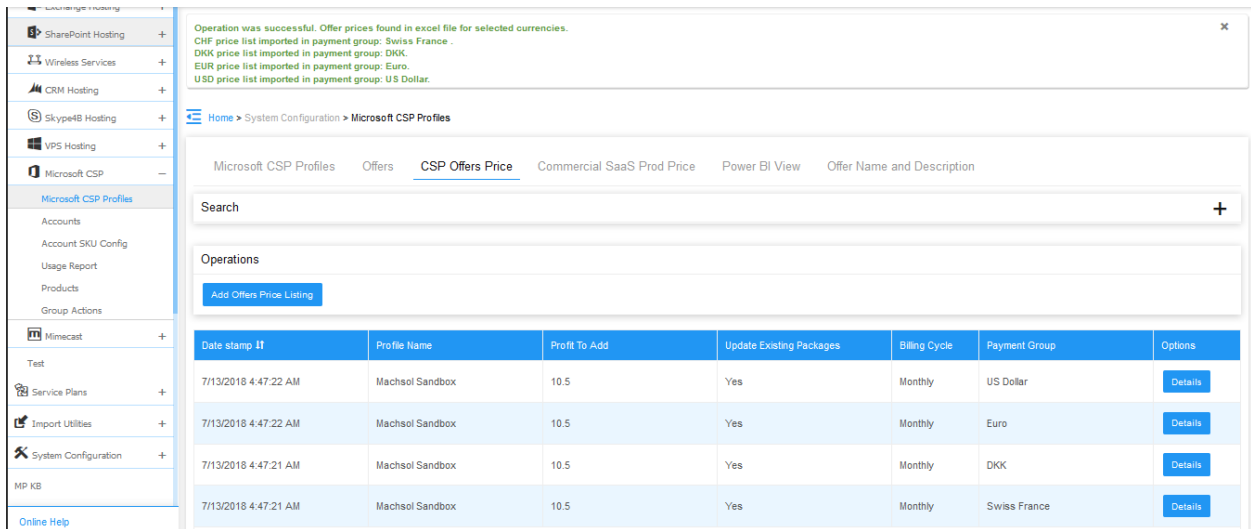 Exchange Hosting +
SharePoint Hosting +
Wireless Services +
CRM Hosting +
Skype4B Hosting +
VPS Hosting +
Microsoft CSP –
Microsoft CSP Profiles
Accounts
Account SKU Config
Usage Report
Products
Group Actions
Mimecast +
Test
Service Plans +
Import Utilities +
System Configuration +
MP KB
Online Help
Operation was successful. Offer prices found in excel file for selected currencies. ×
CHF price list imported in payment group: Swiss France .
DKK price list imported in payment group: DKK.
EUR price list imported in payment group: Euro.
USD price list imported in payment group: US Dollar.
Home > System Configuration > Microsoft CSP Profiles
Microsoft CSP Profiles Offers CSP Offers Price Commercial SaaS Prod Price Power BI View Offer Name and Description
Search +
Operations
Add Offers Price Listing
Date stamp Profile Name Profit To Add Update Existing Packages Billing Cycle Payment Group Options
7/13/2018 4:47:22 AM Machsol Sandbox 10.5 Yes Monthly US Dollar Details
7/13/2018 4:47:22 AM Machsol Sandbox 10.5 Yes Monthly Euro Details
7/13/2018 4:47:21 AM Machsol Sandbox 10.5 Yes Monthly DKK Details
7/13/2018 4:47:21 AM Machsol Sandbox 10.5 Yes Monthly Swiss France Details